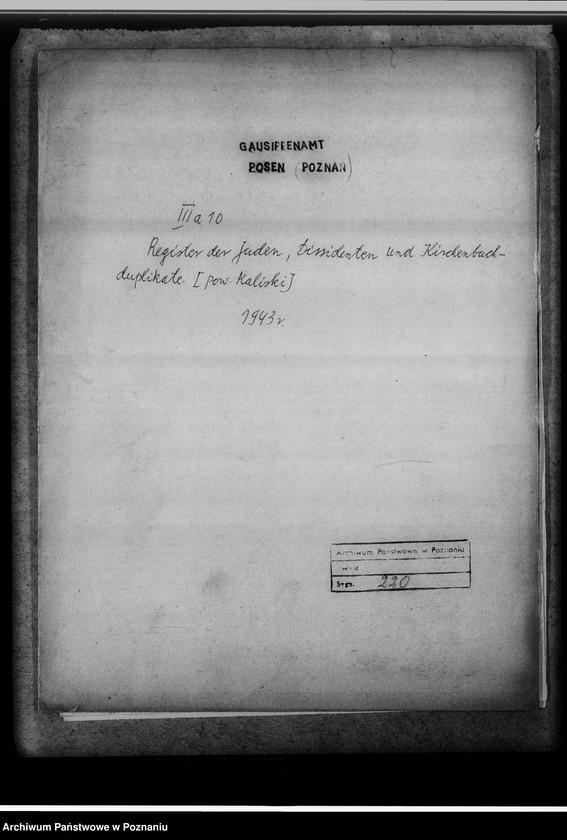 GAUSIPPENAMT
POSEN (POZNAN)
III a 10
Register der Juden, Dissidenten und Kirchenbuch-
duplikate [pow. Kaliski]
1943 r.
Archiwum Państwowe w Poznaniu
Sygn. 220
Archiwum Państwowe w Poznaniu